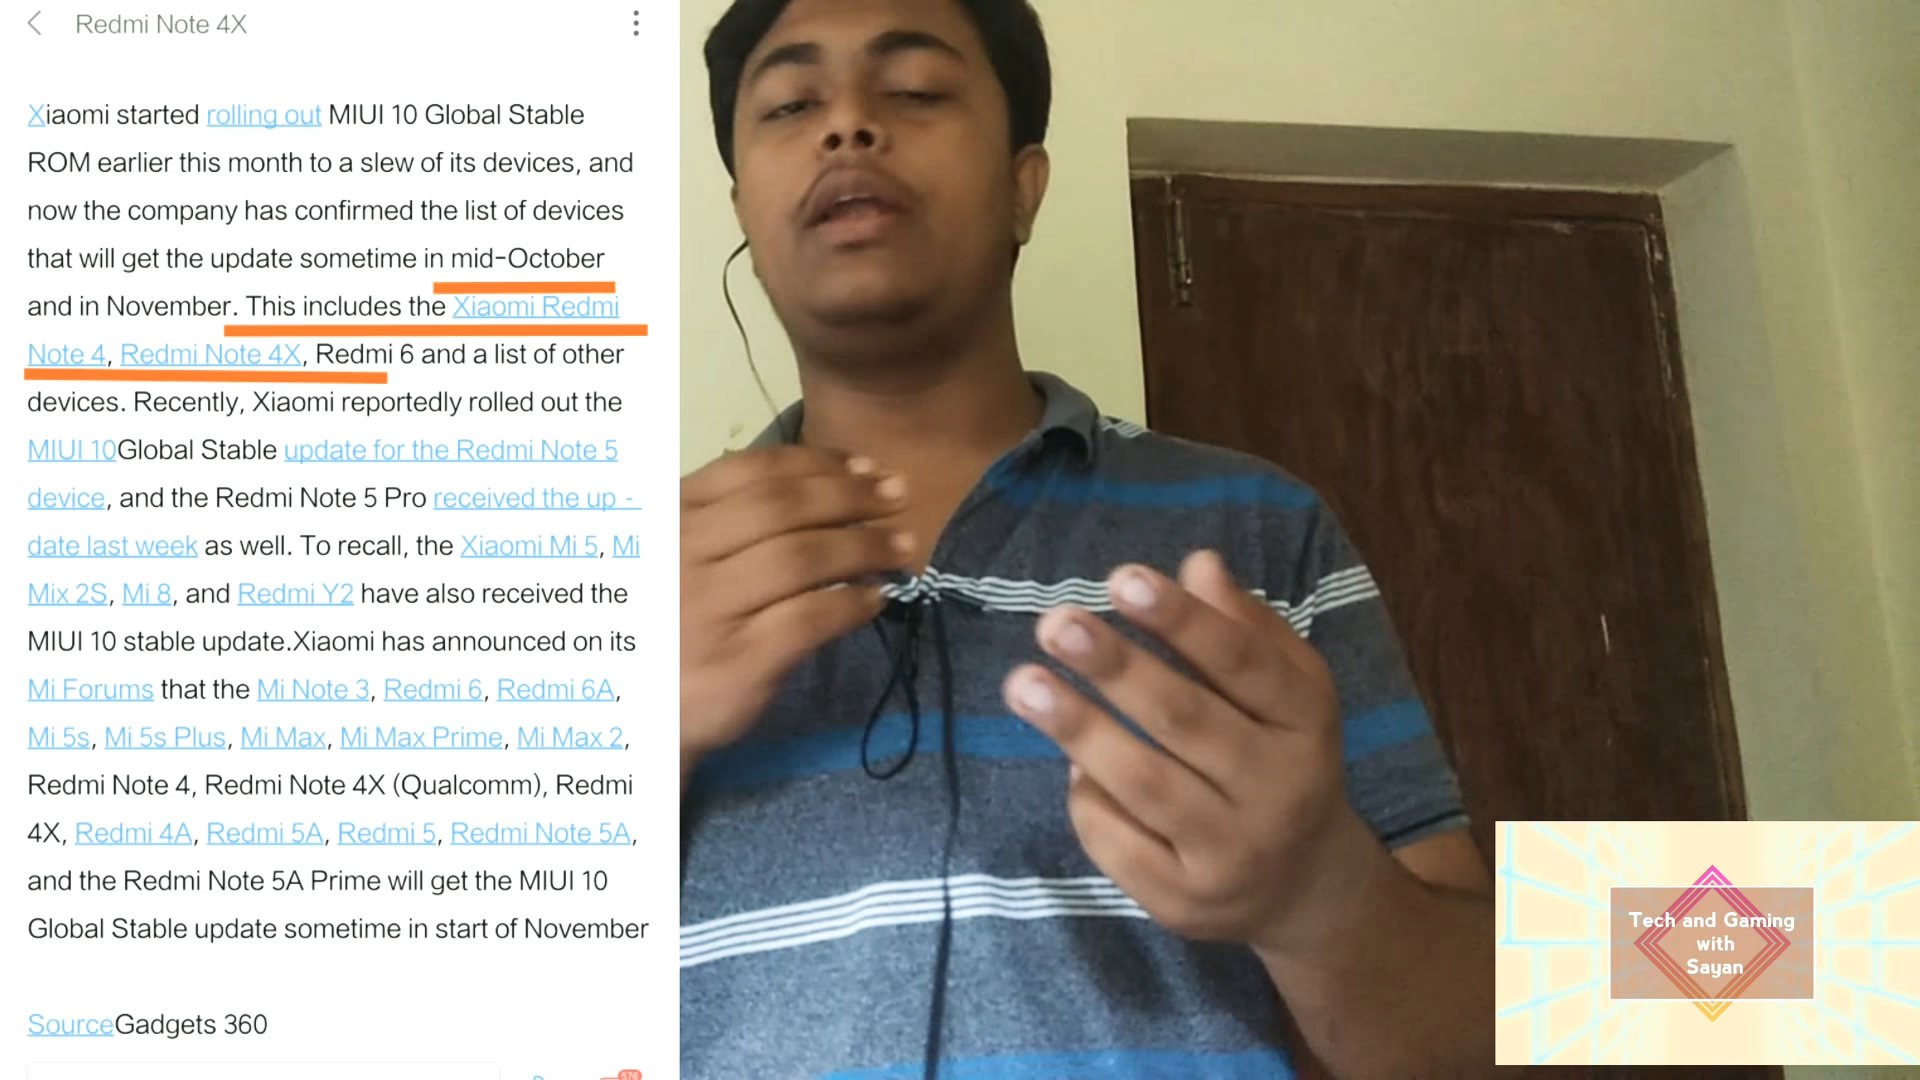 Redmi Note 4X
Xiaomi started rolling out MIUI 10 Global Stable
ROM earlier this month to a slew of its devices, and
now the company has confirmed the list of devices
that will get the update sometime in mid-October
and in November. This includes the Xiaomi Redmi
Note 4, Redmi Note 4X, Redmi 6 and a list of other
devices. Recently, Xiaomi reportedly rolled out the
MIUI 10Global Stable update for the Redmi Note 5
device, and the Redmi Note 5 Pro received the up -
date last week as well. To recall, the Xiaomi Mi 5, Mi
Mix 2S, Mi 8, and Redmi Y2 have also received the
MIUI 10 stable update.Xiaomi has announced on its
Mi Forums that the Mi Note 3, Redmi 6, Redmi 6A,
Mi 5s, Mi 5s Plus, Mi Max, Mi Max Prime, Mi Max 2,
Redmi Note 4, Redmi Note 4X (Qualcomm), Redmi
4X, Redmi 4A, Redmi 5A, Redmi 5, Redmi Note 5A,
and the Redmi Note 5A Prime will get the MIUI 10
Global Stable update sometime in start of November
SourceGadgets 360
576
Tech and Gaming
with
Sayan